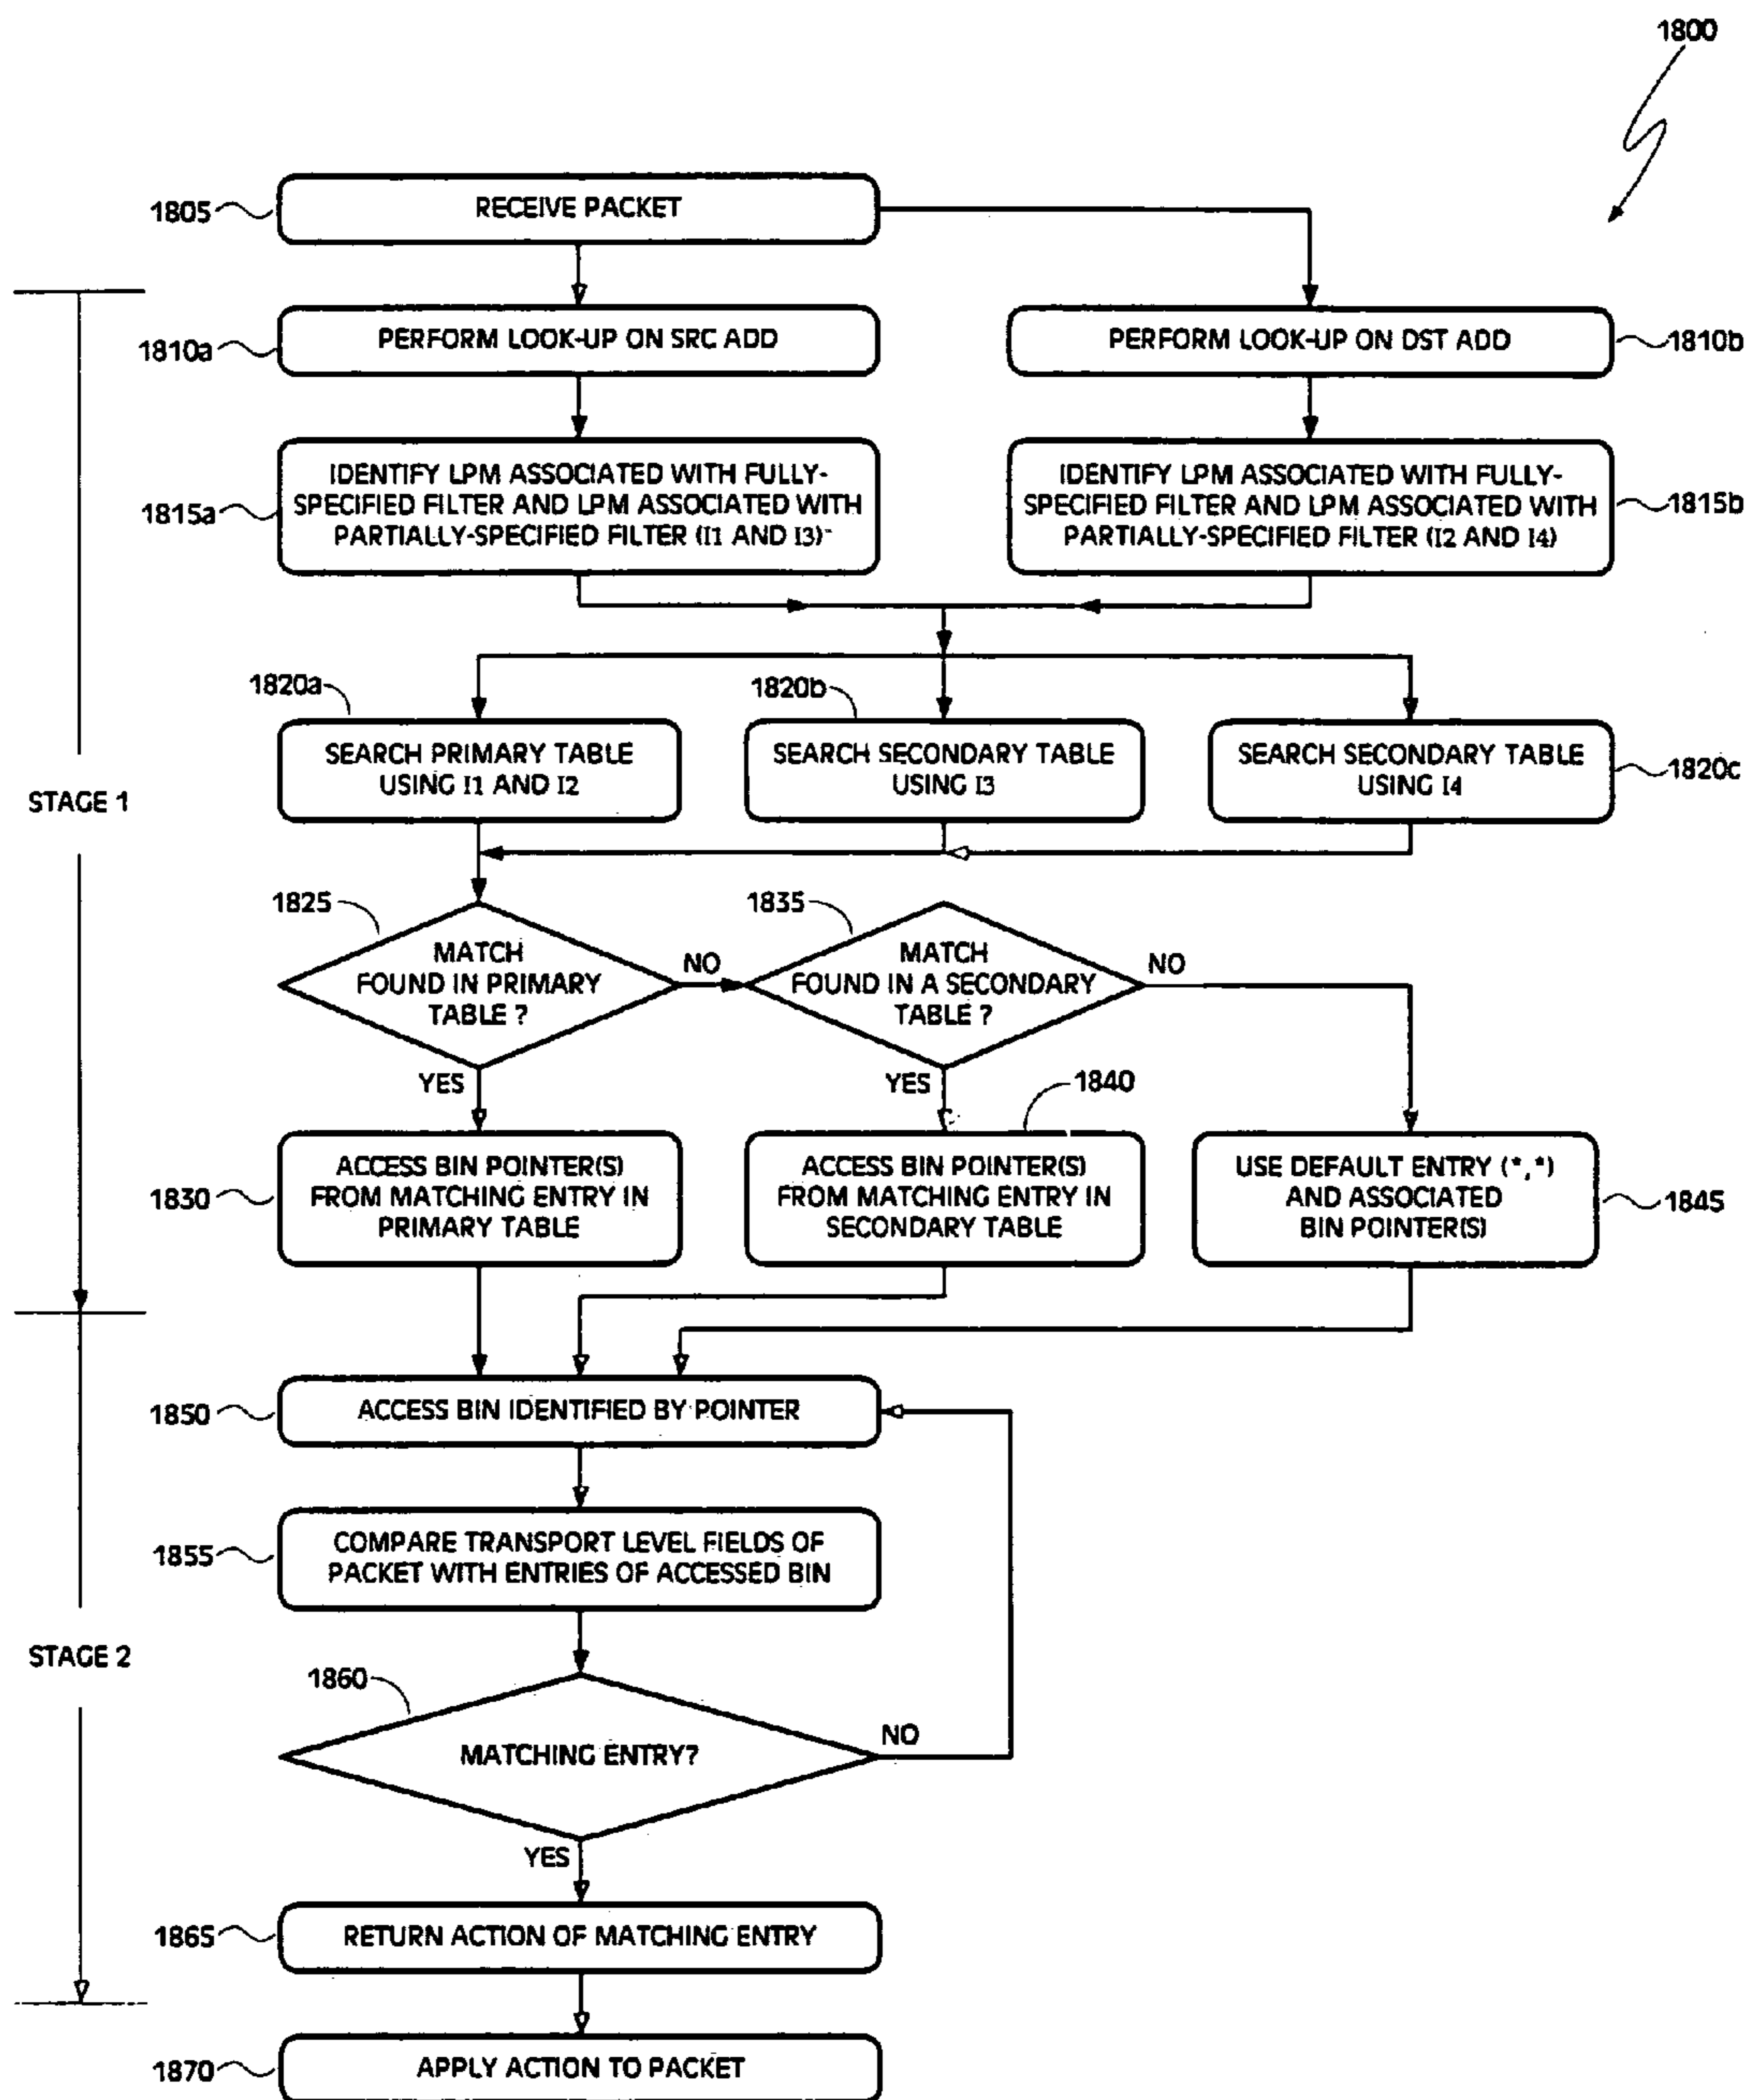 1800
1805
RECEIVE PACKET
1810a
PERFORM LOOK-UP ON SRC ADD
PERFORM LOOK-UP ON DST ADD
1810b
1815a
IDENTIFY LPM ASSOCIATED WITH FULLY-
SPECIFIED FILTER AND LPM ASSOCIATED WITH
PARTIALLY-SPECIFIED FILTER (I1 AND I3)
IDENTIFY LPM ASSOCIATED WITH FULLY-
SPECIFIED FILTER AND LPM ASSOCIATED WITH
PARTIALLY-SPECIFIED FILTER (I2 AND I4)
1815b
1820a
SEARCH PRIMARY TABLE
USING I1 AND I2
1820b
SEARCH SECONDARY TABLE
USING I3
SEARCH SECONDARY TABLE
USING I4
1820c
STAGE 1
1825
MATCH
FOUND IN PRIMARY
TABLE ?
NO
YES
1835
MATCH
FOUND IN A SECONDARY
TABLE ?
NO
YES
1830
ACCESS BIN POINTER(S)
FROM MATCHING ENTRY IN
PRIMARY TABLE
1840
ACCESS BIN POINTER(S)
FROM MATCHING ENTRY IN
SECONDARY TABLE
USE DEFAULT ENTRY (*,*)
AND ASSOCIATED
BIN POINTER(S)
1845
1850
ACCESS BIN IDENTIFIED BY POINTER
1855
COMPARE TRANSPORT LEVEL FIELDS OF
PACKET WITH ENTRIES OF ACCESSED BIN
STAGE 2
1860
MATCHING ENTRY?
NO
YES
1865
RETURN ACTION OF MATCHING ENTRY
1870
APPLY ACTION TO PACKET